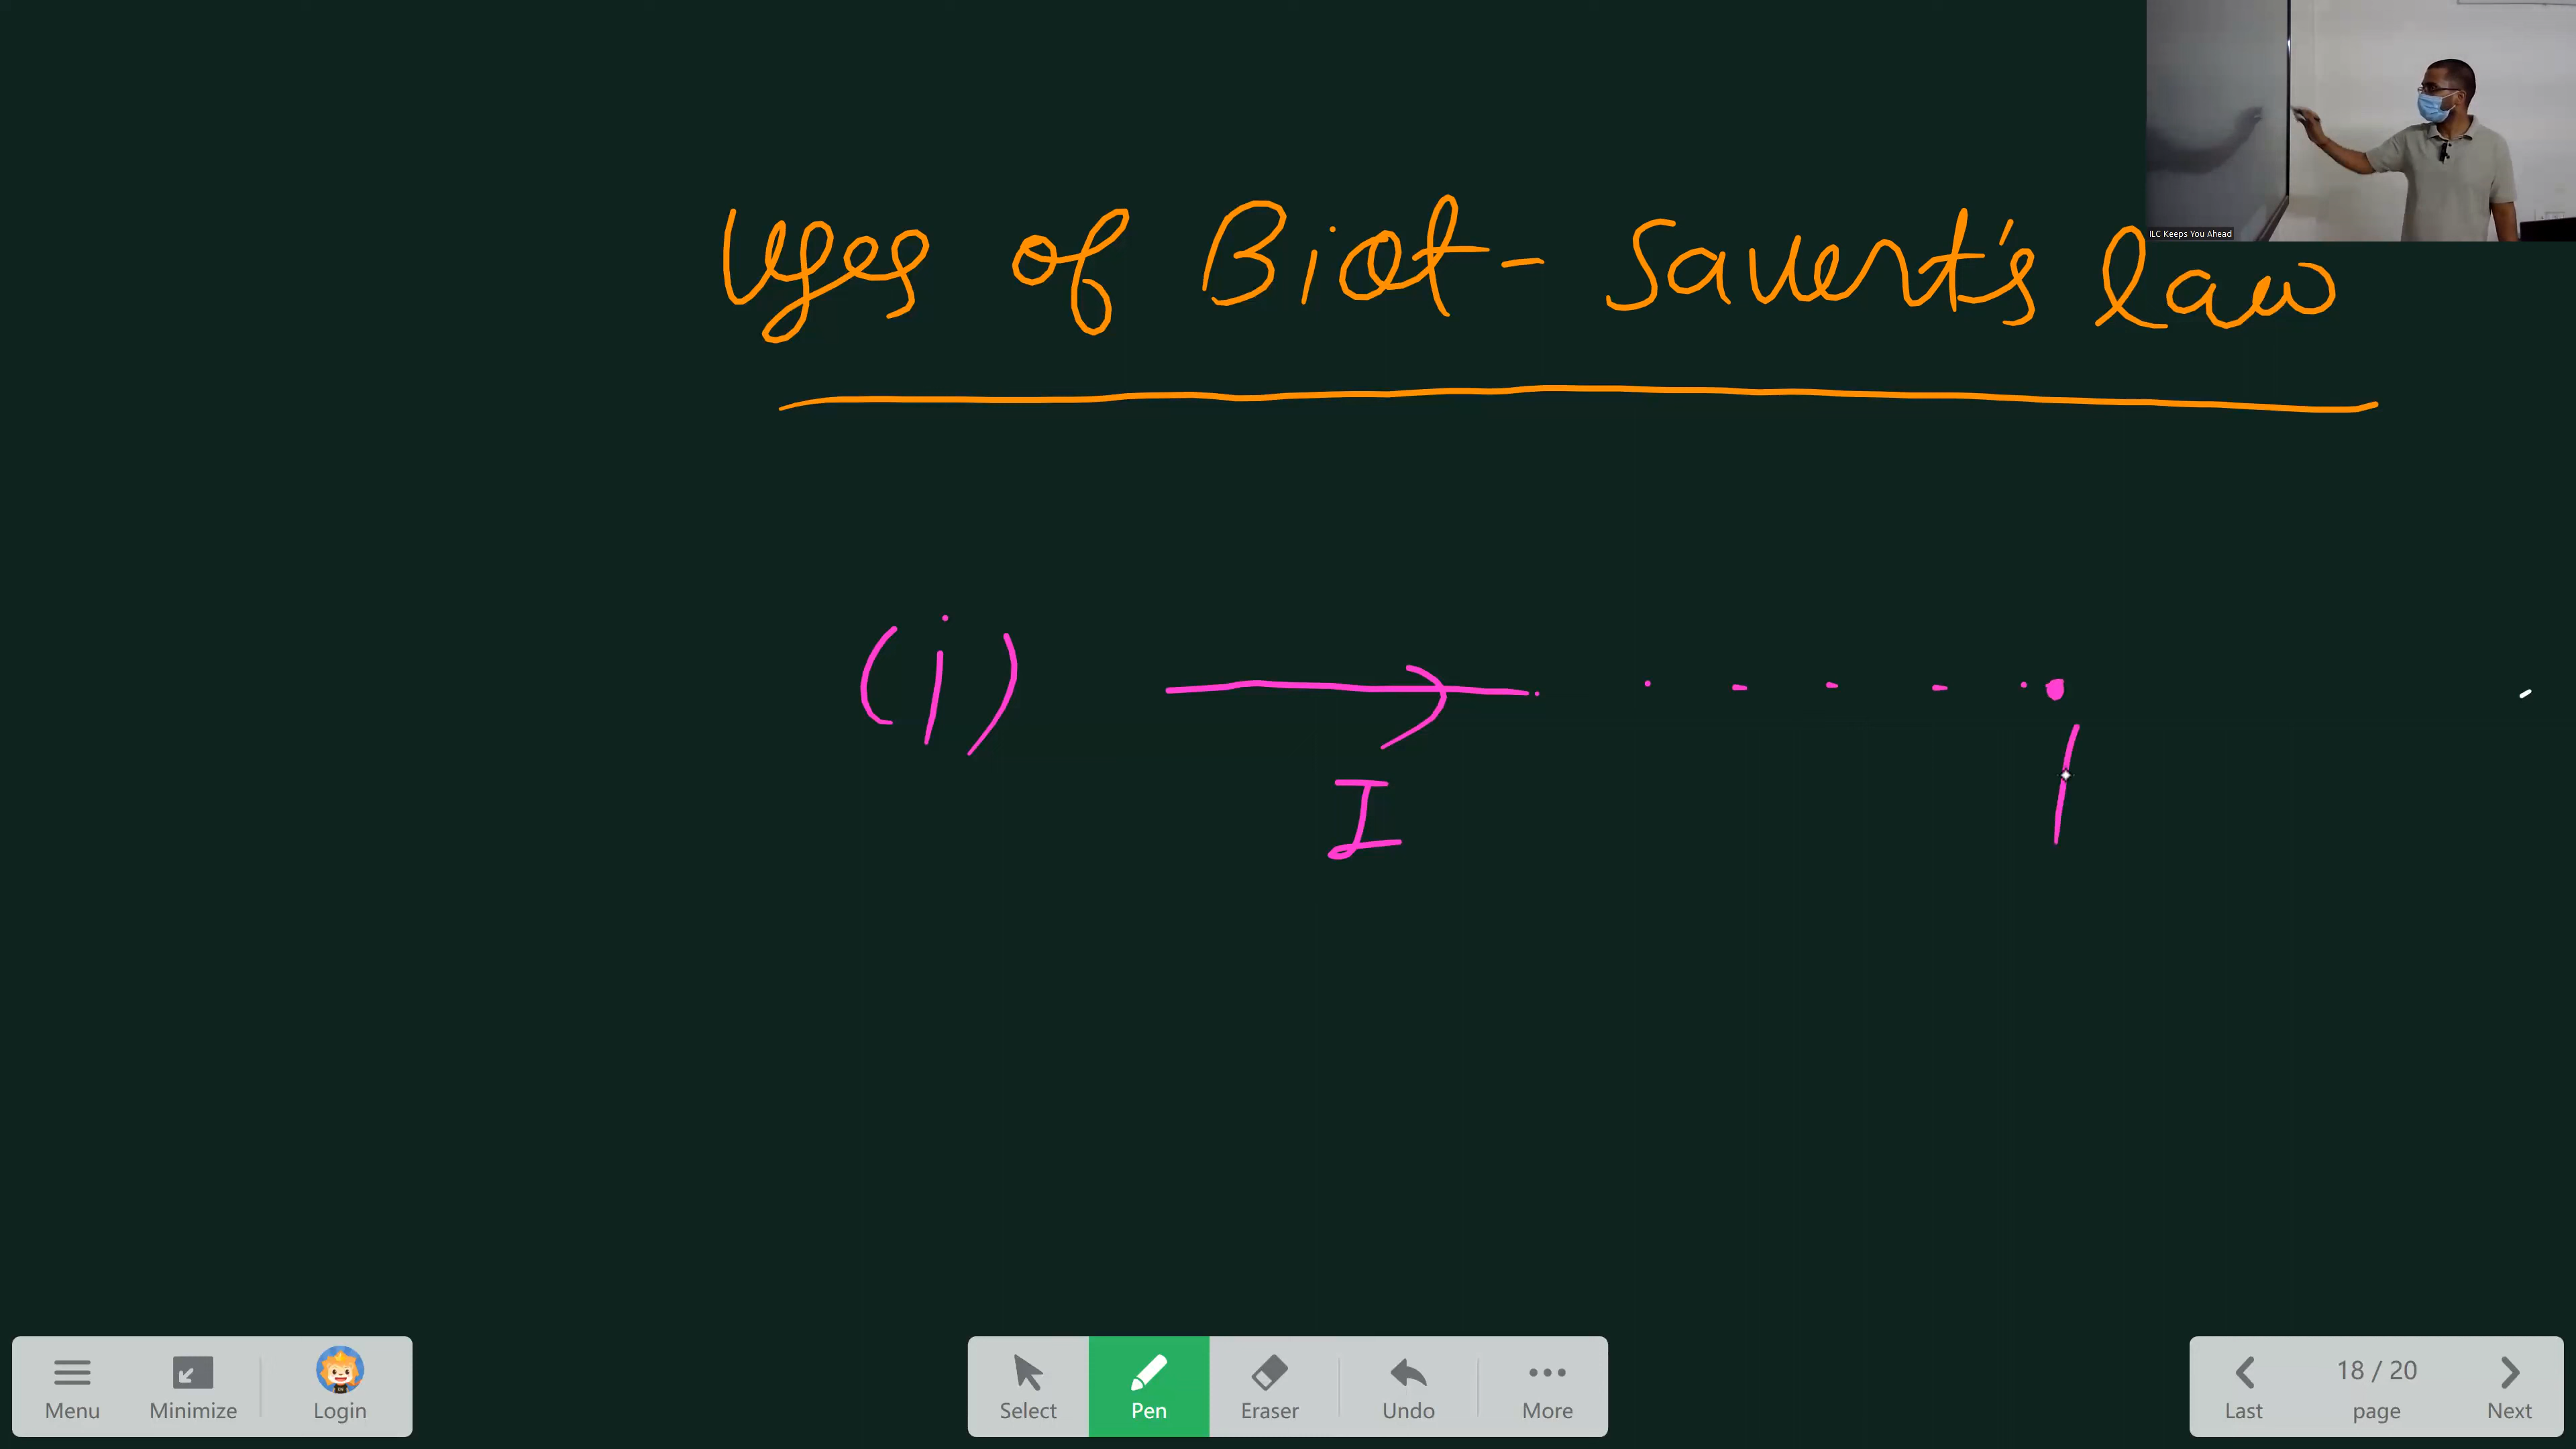 ILC Keeps You Ahead
Uses of Biot- Savert's law
(i)
I
Menu Minimize Login
Select Pen Eraser Undo More
18 / 20
Last page Next